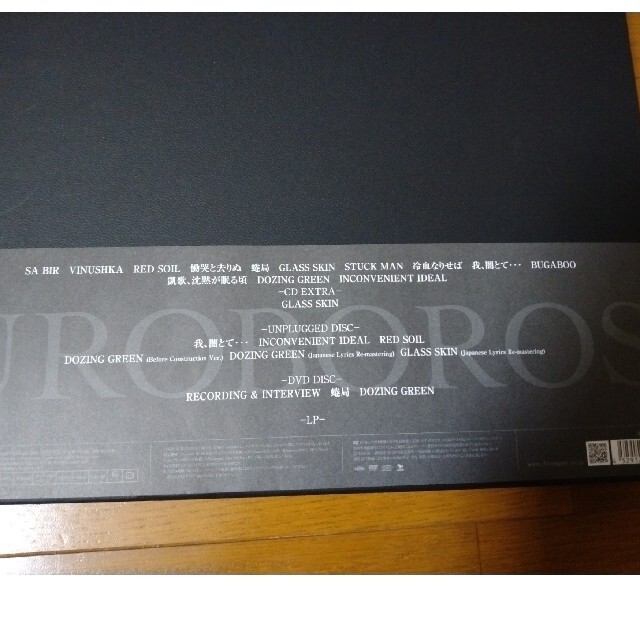 SA BIR VINUSHKA RED SOIL 慟哭と去りぬ 蜷局 GLASS SKIN STUCK MAN 冷血なりせば 我、闇とて・・・ BUGABOO
凱歌、沈黙が眠る頃 DOZING GREEN INCONVENIENT IDEAL
-CD EXTRA-
GLASS SKIN
UROBOROS
-UNPLUGGED DISC-
我、闇とて・・・ INCONVENIENT IDEAL RED SOIL
DOZING GREEN (Before Construction Ver.) DOZING GREEN (Japanese Lyrics Re-mastering) GLASS SKIN (Japanese Lyrics Re-mastering)
-DVD DISC-
RECORDING & INTERVIEW 蜷局 DOZING GREEN
-LP-